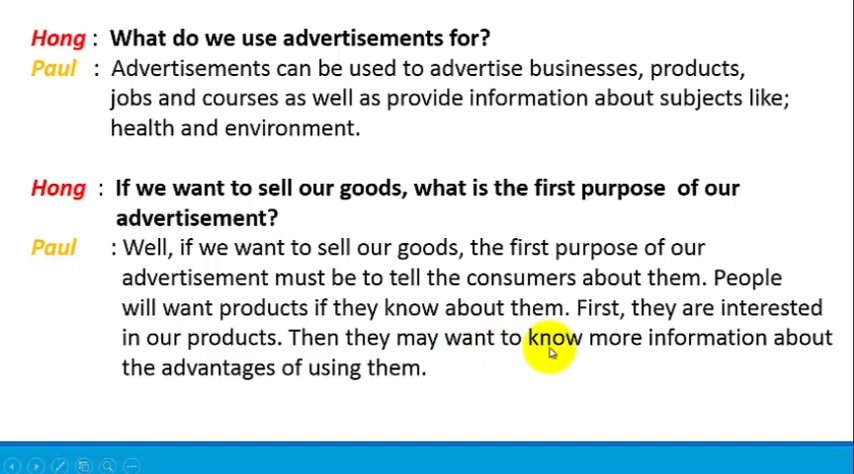 Hong : What do we use advertisements for?
Paul : Advertisements can be used to advertise businesses, products,
jobs and courses as well as provide information about subjects like;
health and environment.
Hong : If we want to sell our goods, what is the first purpose of our
advertisement?
Paul : Well, if we want to sell our goods, the first purpose of our
advertisement must be to tell the consumers about them. People
will want products if they know about them. First, they are interested
in our products. Then they may want to know more information about
the advantages of using them.